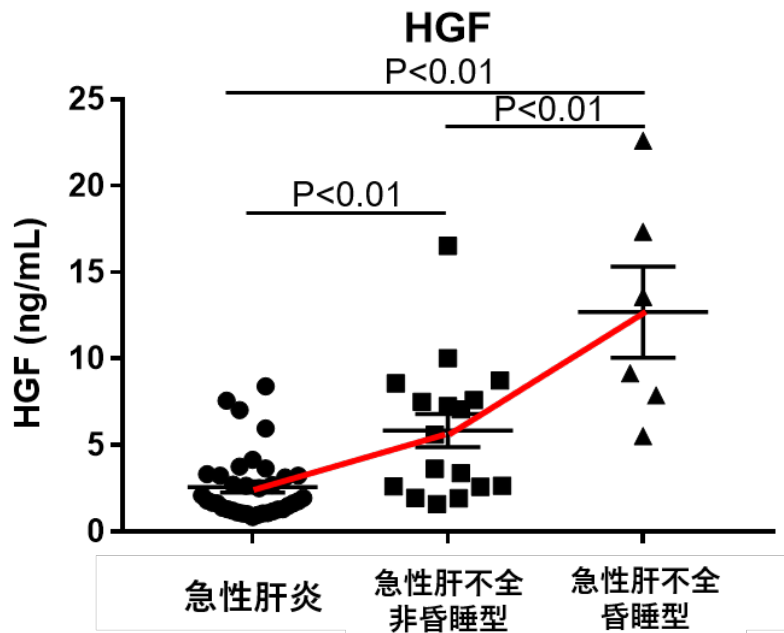 HGF
P<0.01
P<0.01
P<0.01
HGF (ng/mL)
25
20
15
10
5
0
急性肝炎
急性肝不全
非昏睡型
急性肝不全
昏睡型